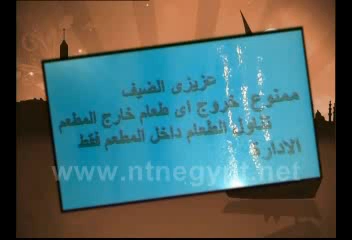 عزيزى الضيف
ممنوع خروج اى طعام خارج المطعم
تناول الطعام داخل المطعم فقط
الادارة
www.ntnegypt.net